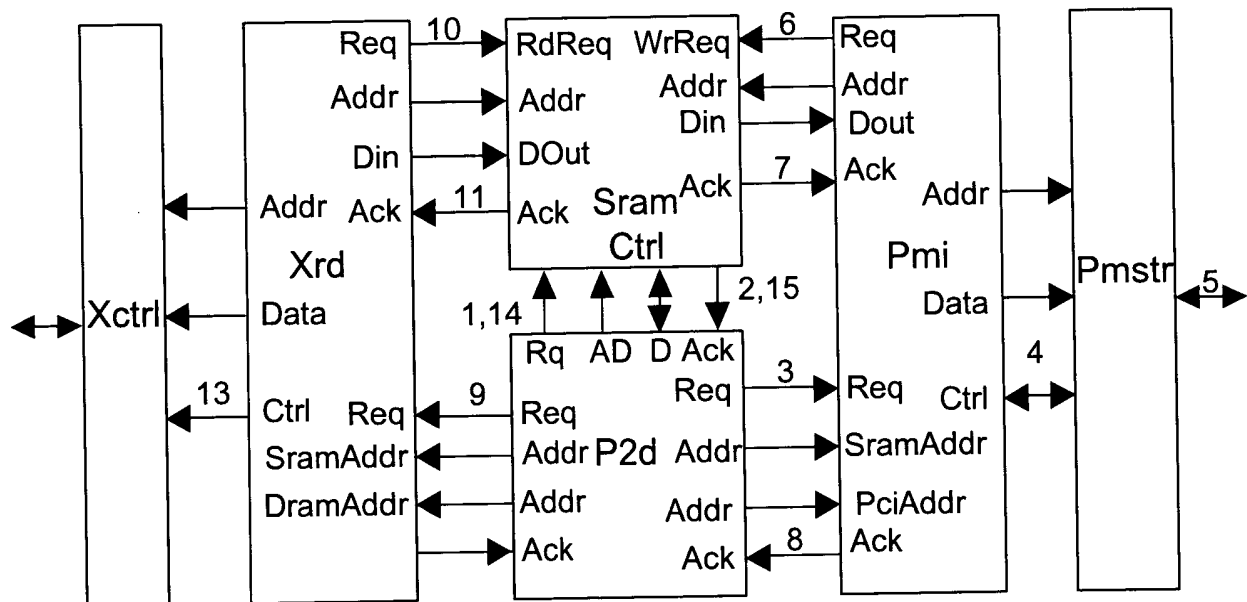 Req 10 RdReq WrReq 6 Req
Addr Addr Addr Addr
Din DOut Din Dout
Addr Ack 11 Ack Sram Ctrl Ack 7 Ack Addr
Xctrl Xrd Pmi Pmstr 5
Data 1,14 2,15 Data
Rq AD D Ack
13 Ctrl Req 9 Req Req 3 Req Ctrl 4
SramAddr Addr P2d Addr SramAddr
DramAddr Addr Addr PciAddr
Ack Ack 8 Ack